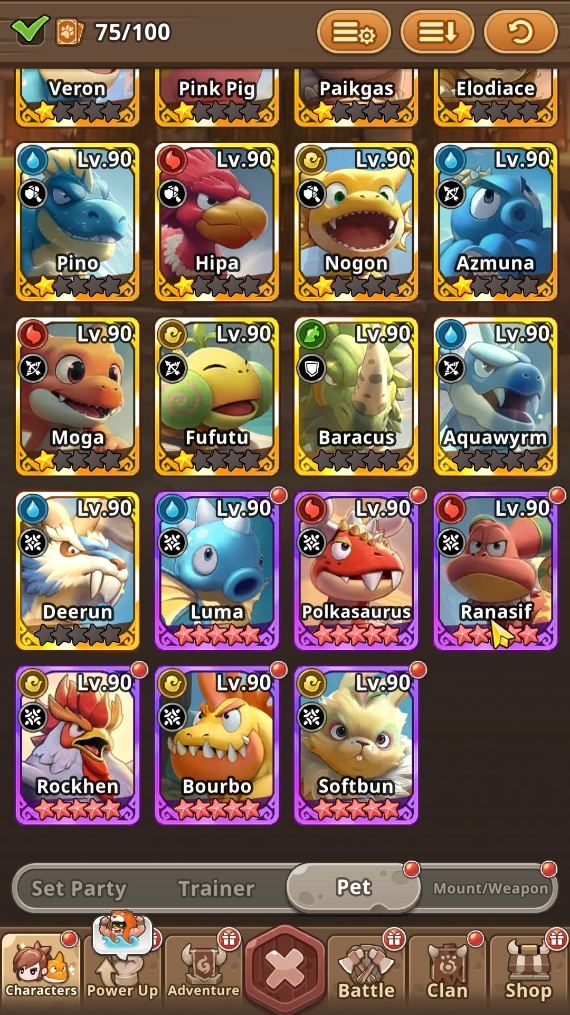 75/100
Veron
Pink Pig
Paikgas
Elodiace
Lv.90
Lv.90
Lv.90
Lv.90
Pino
Hipa
Nogon
Azmuna
Lv.90
Lv.90
Lv.90
Lv.90
Moga
Fufutu
Baracus
Aquawyrm
Lv.90
Lv.90
Lv.90
Lv.90
Deerun
Luma
Polkasaurus
Ranasif
Lv.90
Lv.90
Lv.90
Rockhen
Bourbo
Softbun
Set Party
Trainer
Pet
Mount/Weapon
Characters
Power Up
Adventure
Battle
Clan
Shop